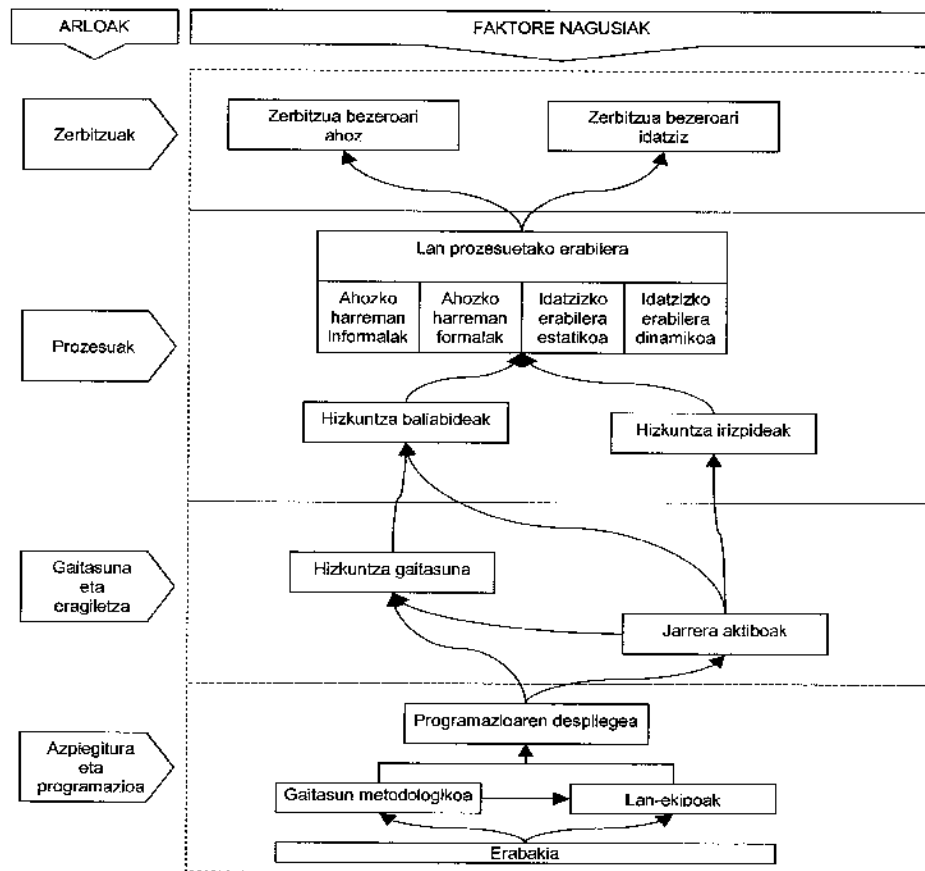 ARLOAK
FAKTORE NAGUSIAK
Zerbitzuak
Zerbitzua bezeroari
ahoz
Zerbitzua bezeroari
idatziz
Prozesuak
Lan prozesuetako erabilera
Ahozko
harreman
informalak
Ahozko
harreman
formalak
Idatzizko
erabilera
estatikoa
Idatzizko
erabilera
dinamikoa
Hizkuntza baliabideak
Hizkuntza irizpideak
Gaitasuna
eta
eragiletza
Hizkuntza gaitasuna
Jarrera aktiboak
Azpiegitura
eta
programazioa
Programazioaren despliegea
Gaitasun metodologikoa
Lan-ekipoak
Erabakia